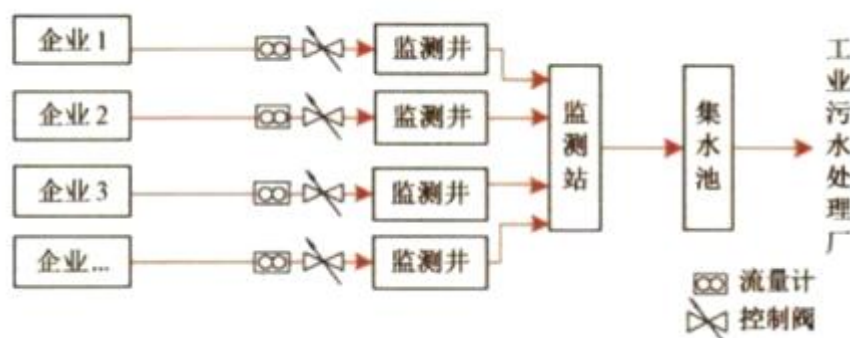 企业1
监测井
企业2
监测井
企业3
监测井
企业...
监测井
监测站
集水池
工业污水处理厂
流量计
控制阀